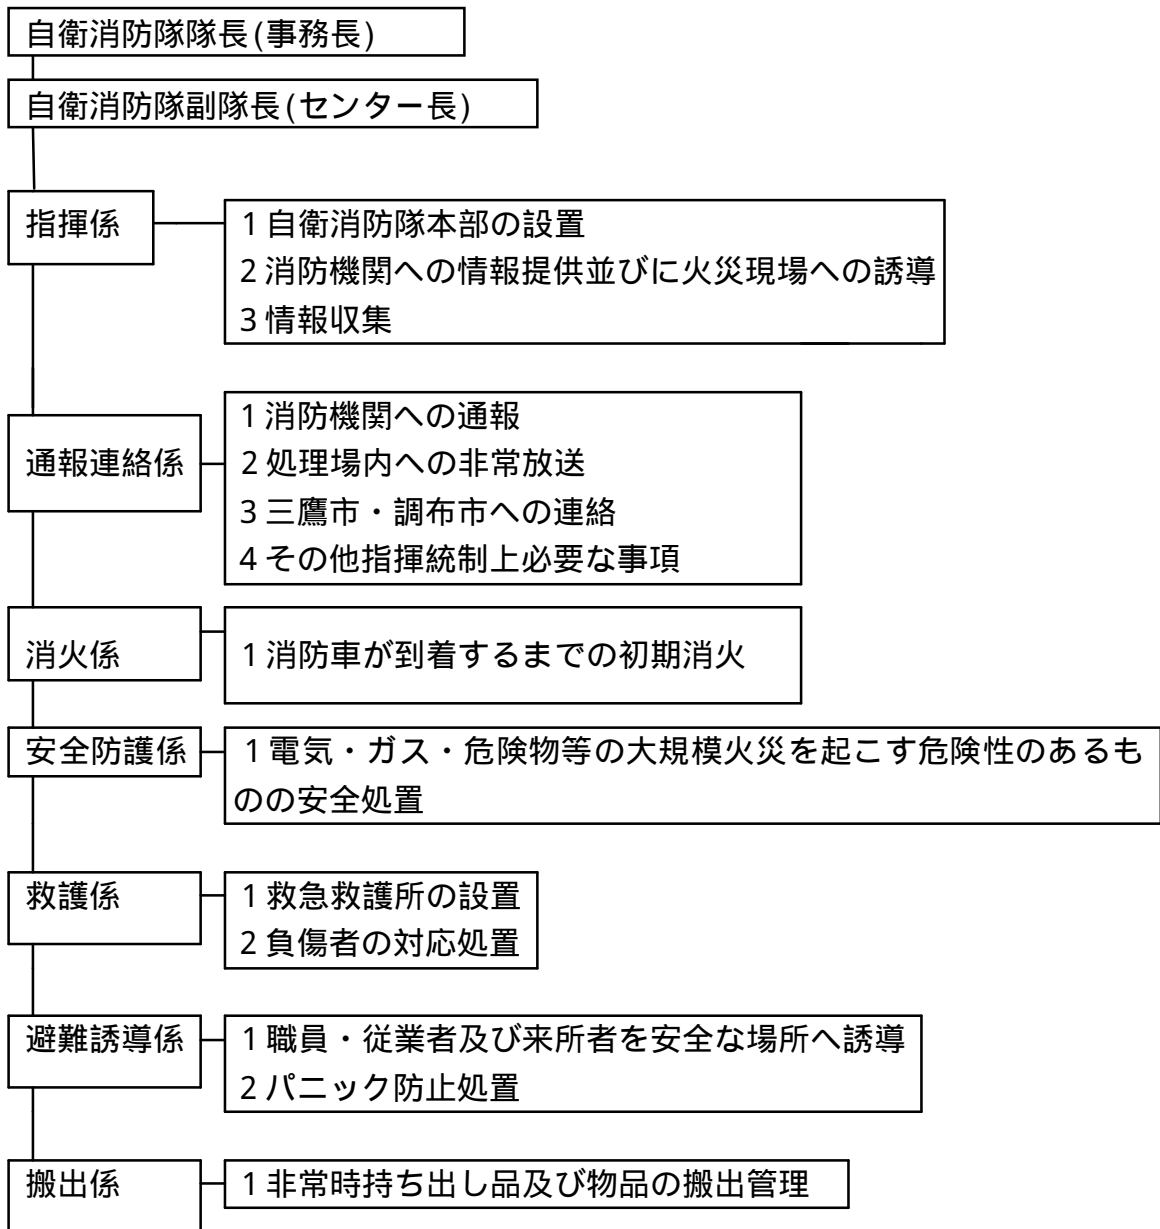 自衛消防隊隊長(事務長)
自衛消防隊副隊長(センター長)
指揮係
1 自衛消防隊本部の設置
2 消防機関への情報提供並びに火災現場への誘導
3 情報収集
通報連絡係
1 消防機関への通報
2 処理場内への非常放送
3 三鷹市・調布市への連絡
4 その他指揮統制上必要な事項
消火係
1 消防車が到着するまでの初期消火
安全防護係
1 電気・ガス・危険物等の大規模火災を起こす危険性のあるも
のの安全処置
救護係
1 救急救護所の設置
2 負傷者の対応処置
避難誘導係
1 職員・従業者及び来所者を安全な場所へ誘導
2 パニック防止処置
搬出係
1 非常時持ち出し品及び物品の搬出管理